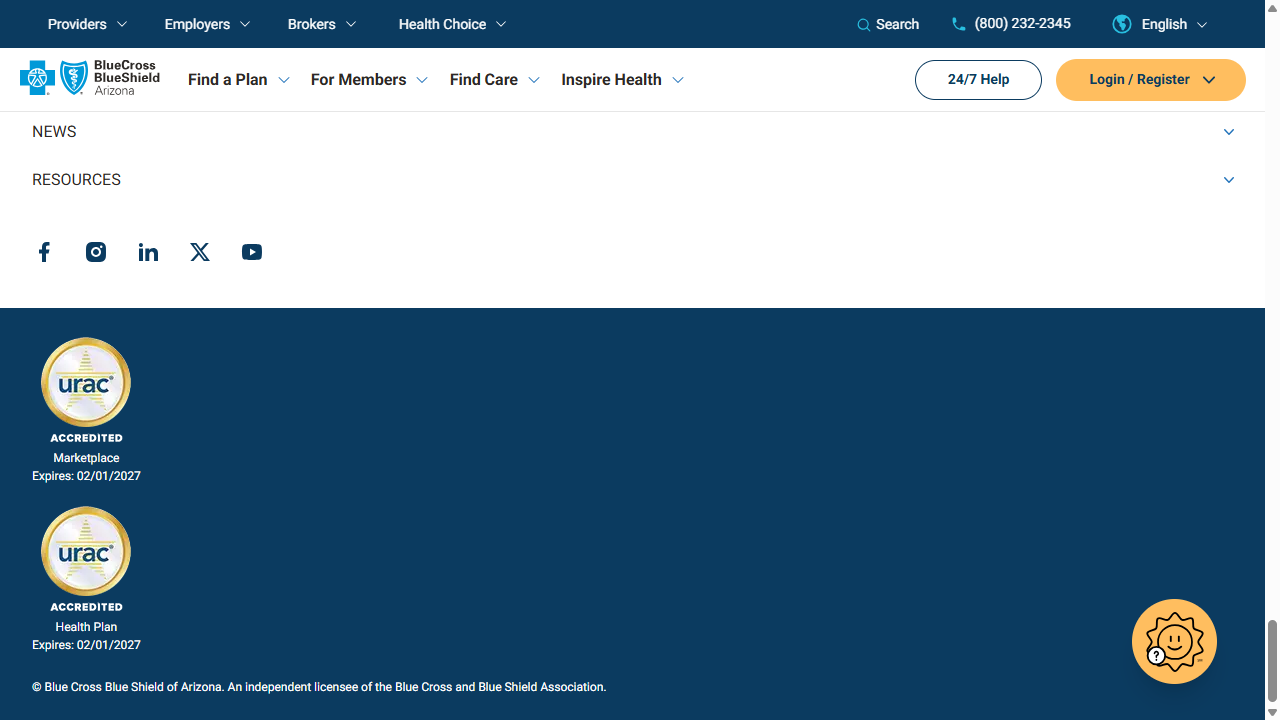 Providers Employers Brokers Health Choice Search (800) 232-2345 English
BlueCross
BlueShield
Arizona
Find a Plan For Members Find Care Inspire Health 24/7 Help Login / Register
NEWS
RESOURCES
urac
ACCREDITED
Marketplace
Expires: 02/01/2027
urac
ACCREDITED
Health Plan
Expires: 02/01/2027
?
© Blue Cross Blue Shield of Arizona. An independent licensee of the Blue Cross and Blue Shield Association.